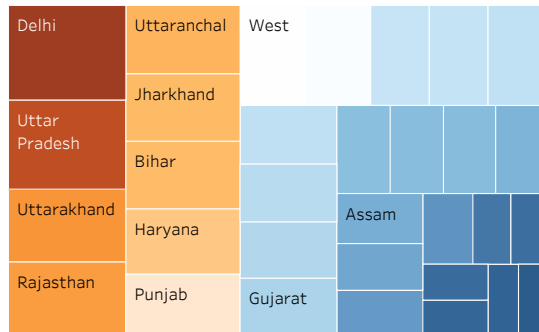 Delhi
Uttar
Pradesh
Uttarakhand
Rajasthan
Uttaranchal
Jharkhand
Bihar
Haryana
Punjab
West
Gujarat
Assam